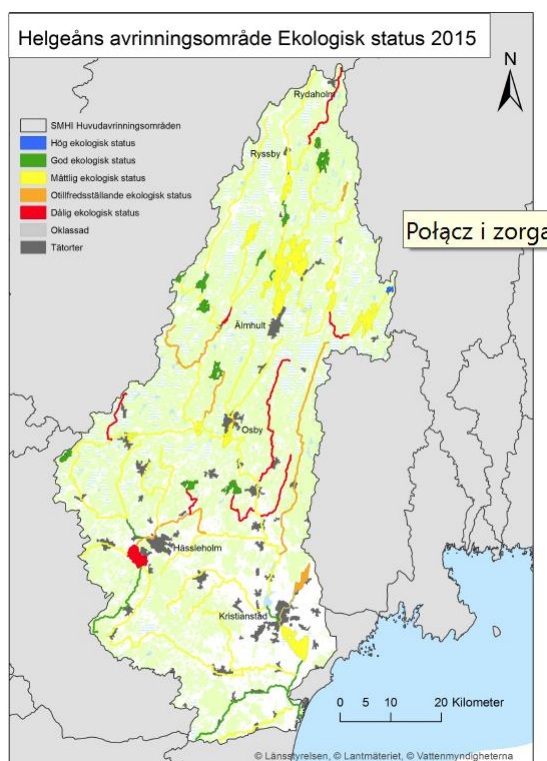 Helgeåns avrinningsområde Ekologisk status 2015
N
Rydaholm
SMHI Huvudavrinningsområden
Hög ekologisk status
God ekologisk status
Måttlig ekologisk status
Otillfredsställande ekologisk status
Dålig ekologisk status
Oklassad
Tätorter
Ryssby
Połącz i zorga
Älmhult
Osby
Hässleholm
Kristianstad
0 5 10 20 Kilometer
© Länsstyrelsen, © Lantmäteriet, © Vattenmyndigheterna